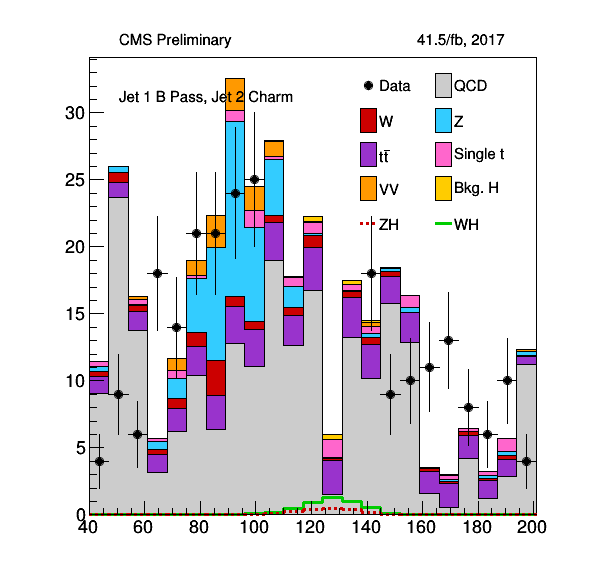 CMS Preliminary 41.5/fb, 2017
Jet 1 B Pass, Jet 2 Charm
Data QCD
W Z
tt̄ Single t
VV Bkg. H
ZH WH
30
25
20
15
10
5
0
40 60 80 100 120 140 160 180 200